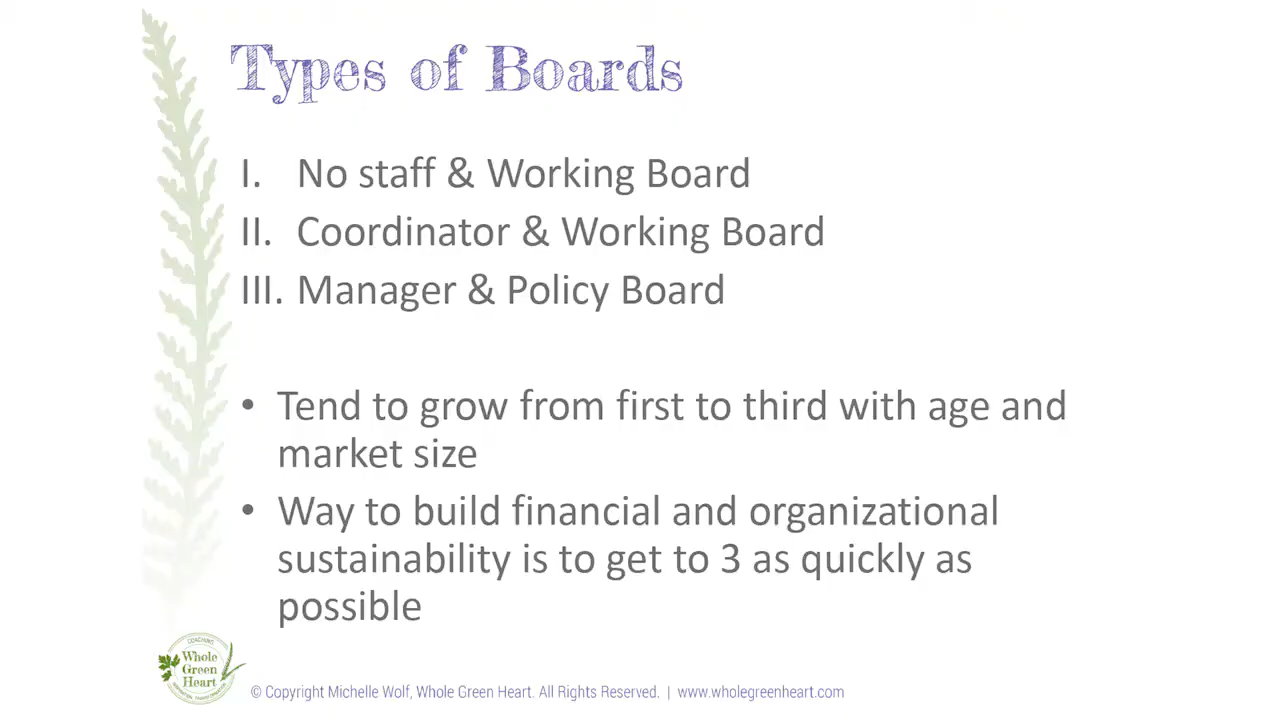 Types of Boards
I. No staff & Working Board
II. Coordinator & Working Board
III. Manager & Policy Board
• Tend to grow from first to third with age and
market size
• Way to build financial and organizational
sustainability is to get to 3 as quickly as
possible
COACHING
Whole
Green
Heart
© Copyright Michelle Wolf, Whole Green Heart. All Rights Reserved. | www.wholegreenheart.com